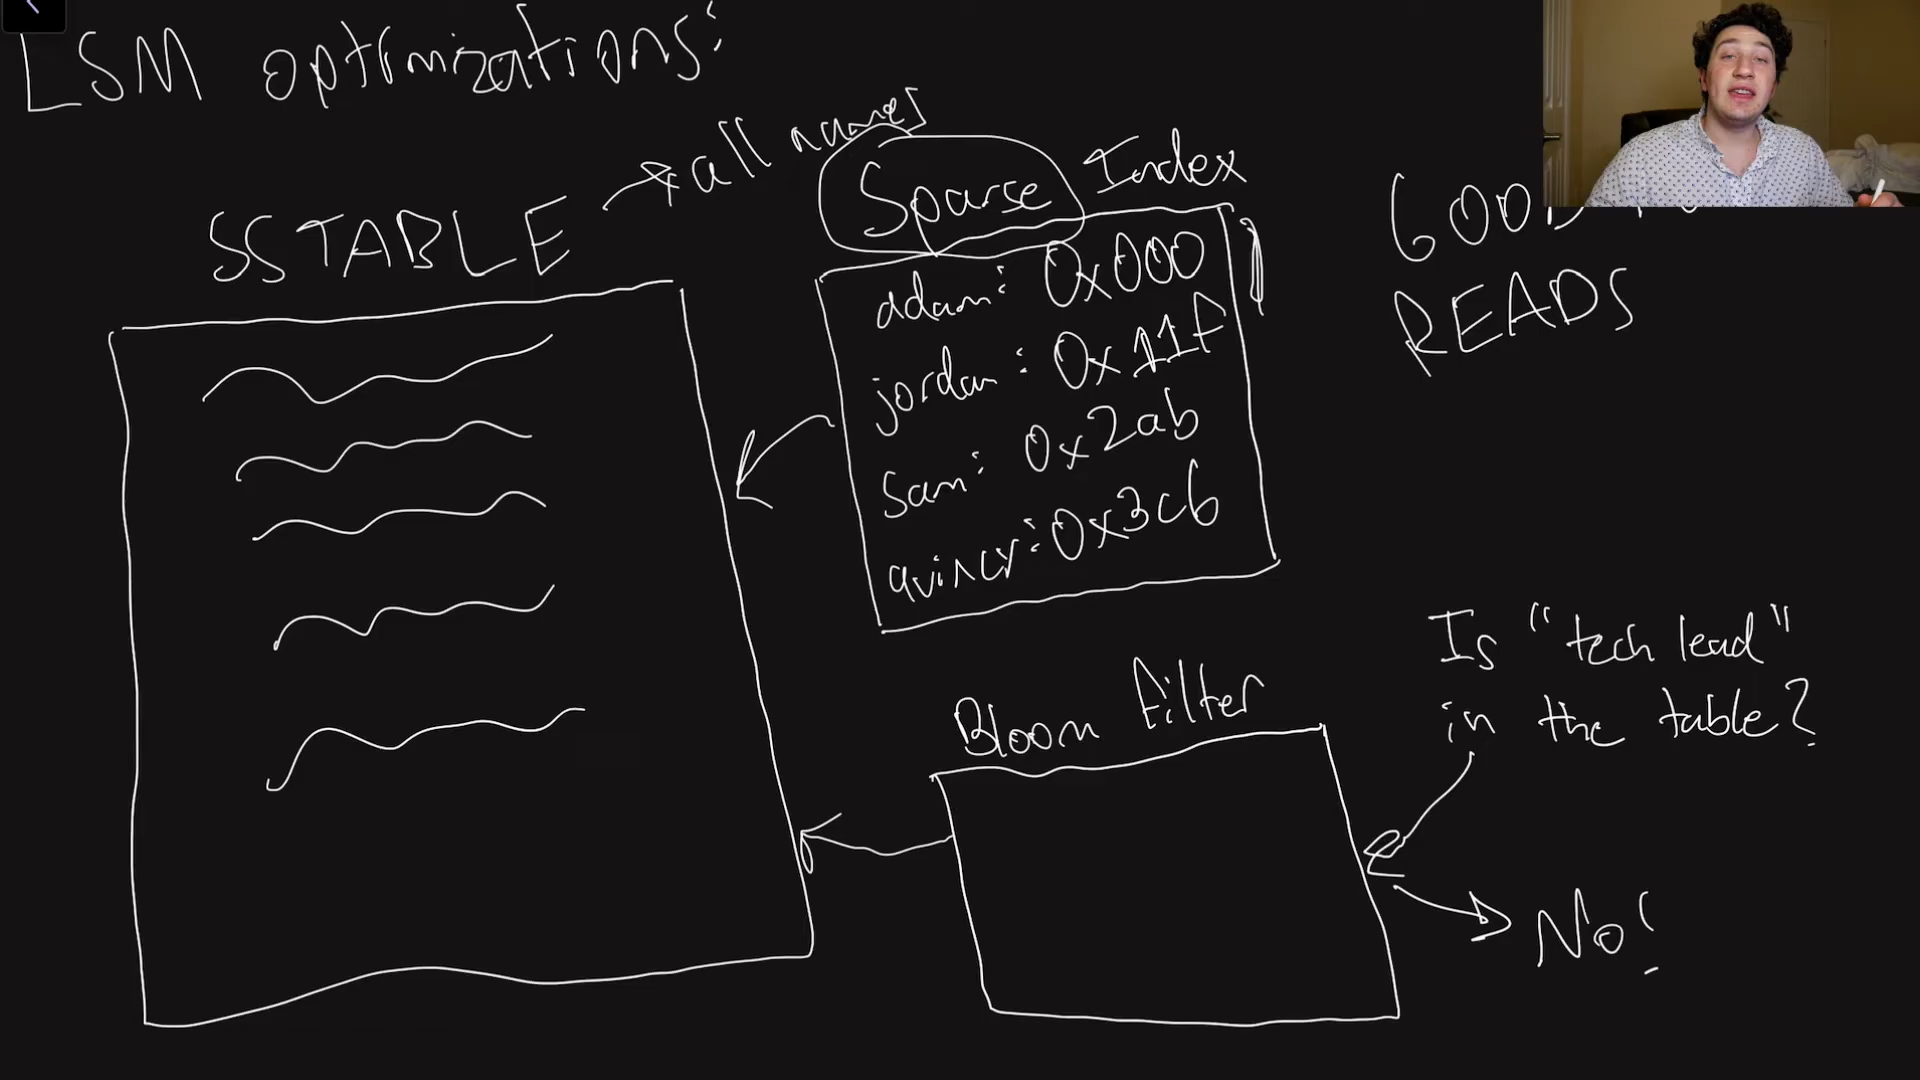 LSM optimizations:
SSTABLE
all names
Sparse Index
adam: 0x000
jordan: 0x11f
Sam: 0x2ab
quincy: 0x3c6
GOOD
READS
Bloom filter
Is "tech lead"
in the table?
No!